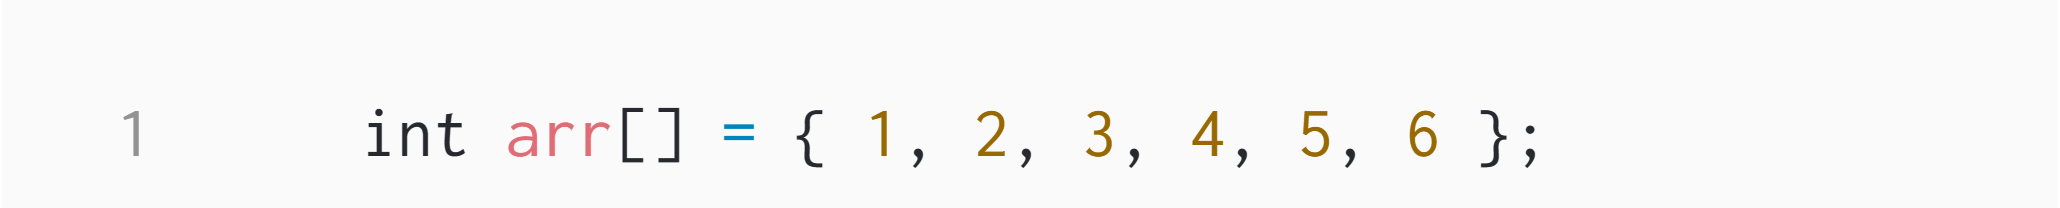 1 int arr[] = { 1, 2, 3, 4, 5, 6 };